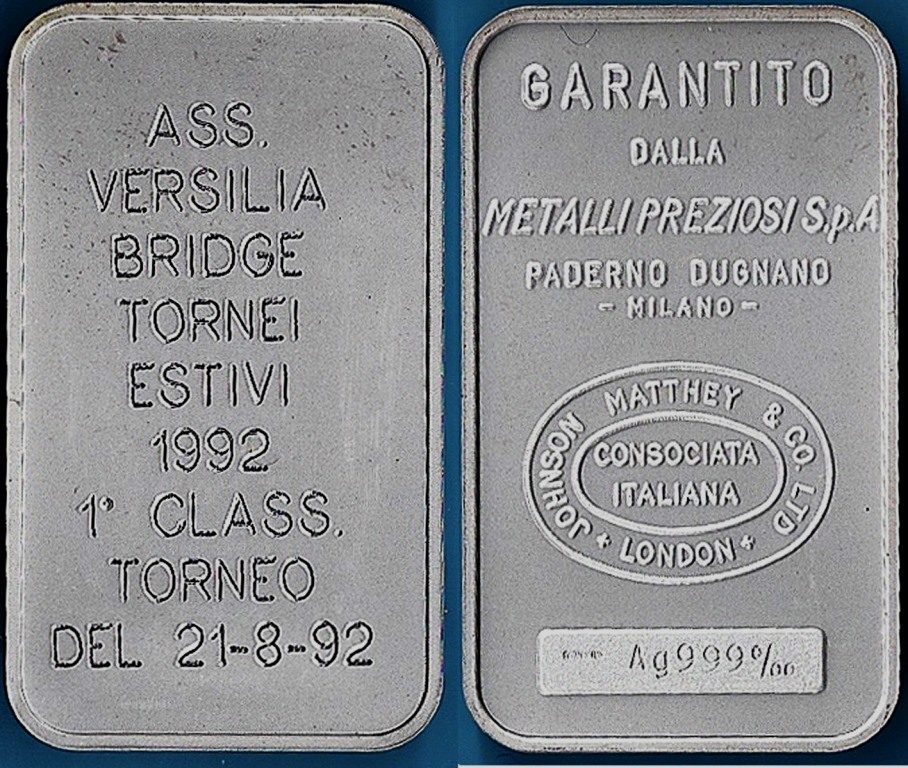 ASS.
VERSILIA
BRIDGE
TORNEI
ESTIVI
1992
1° CLASS.
TORNEO
DEL 21-8-92
GARANTITO
DALLA
METALLI PREZIOSI S.p.A
PADERNO DUGNANO
- MILANO -
JOHNSON MATTHEY & CO. LTD
CONSOCIATA
ITALIANA
+ LONDON +
Ag999‰